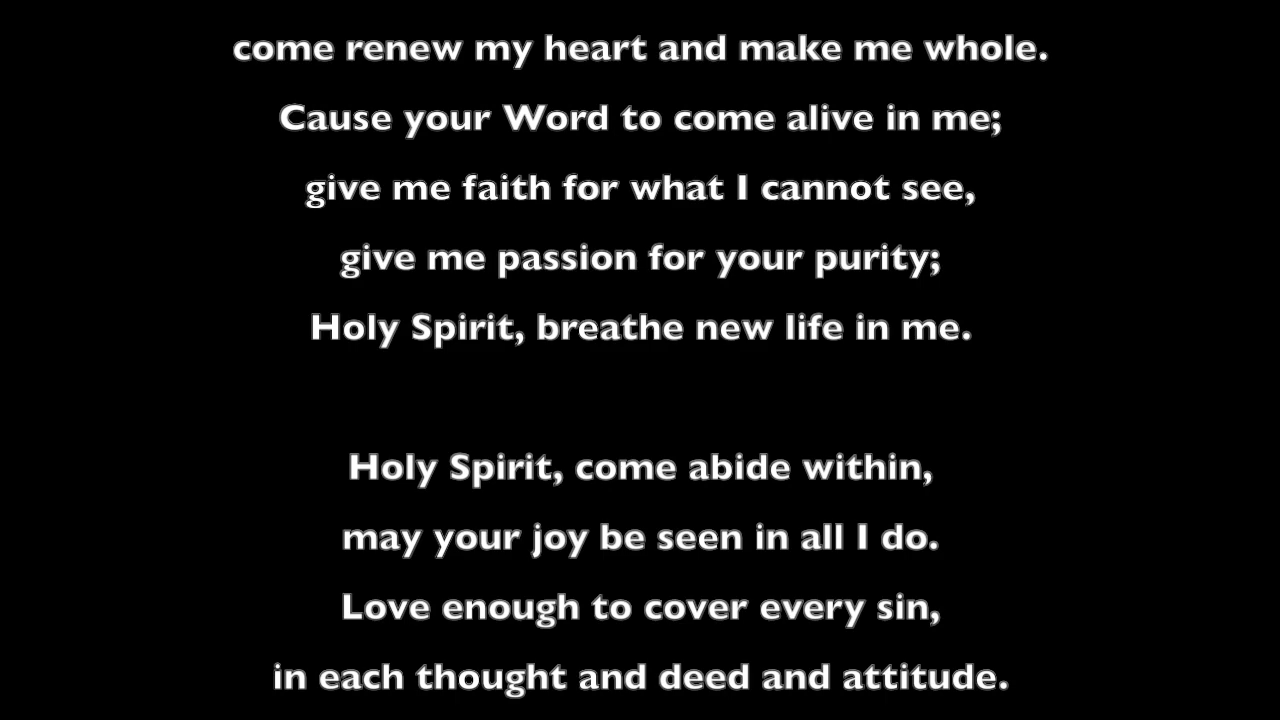 come renew my heart and make me whole.
Cause your Word to come alive in me;
give me faith for what I cannot see,
give me passion for your purity;
Holy Spirit, breathe new life in me.
Holy Spirit, come abide within,
may your joy be seen in all I do.
Love enough to cover every sin,
in each thought and deed and attitude.